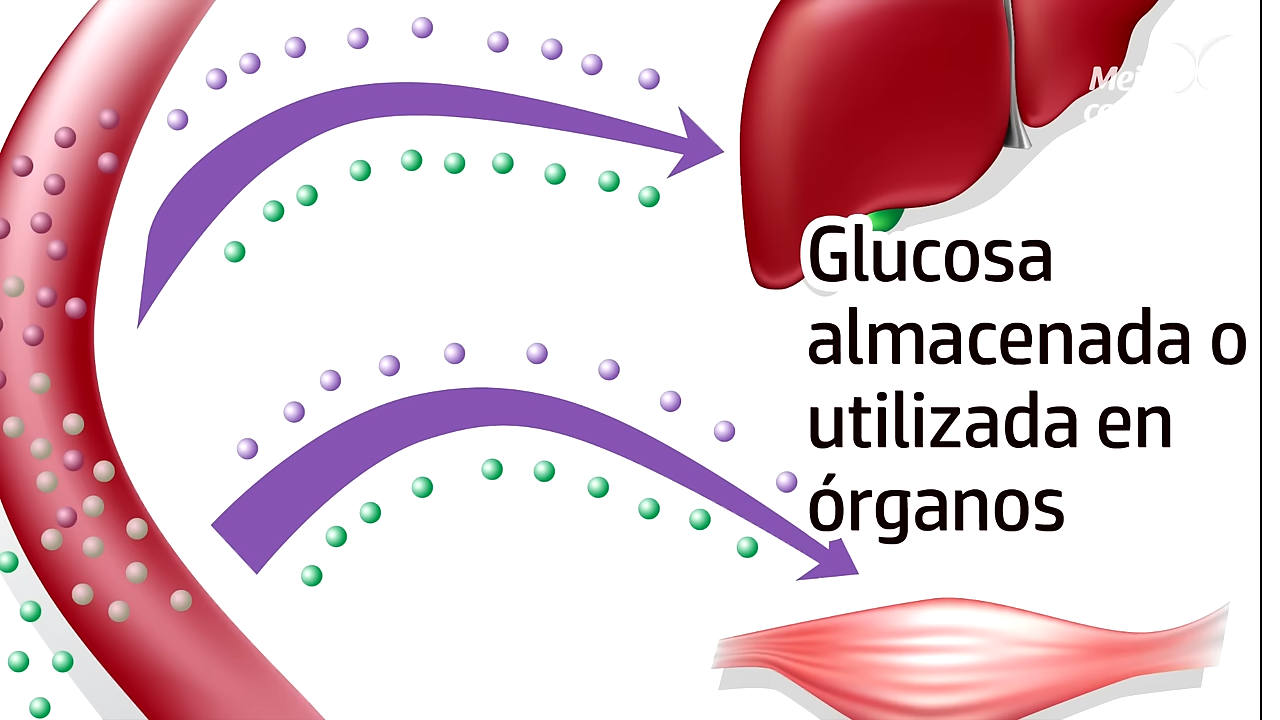 Glucosa
almacenada o
utilizada en
órganos